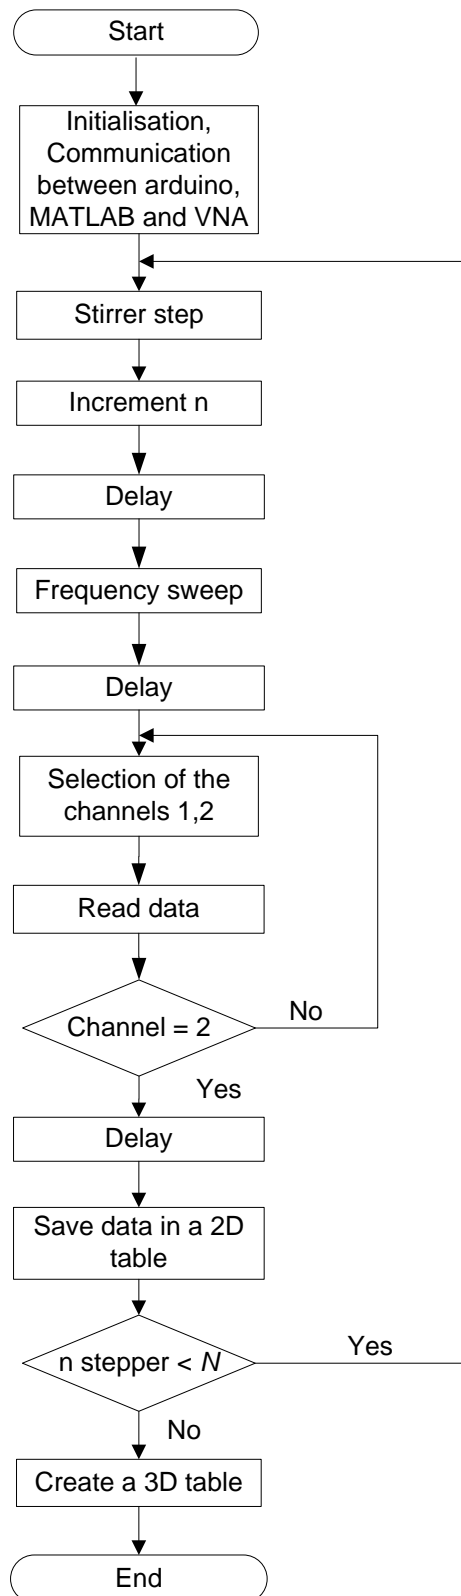 Start
Initialisation,
Communication
between arduino,
MATLAB and VNA
Stirrer step
Increment n
Delay
Frequency sweep
Delay
Selection of the
channels 1,2
Read data
Channel = 2
No
Yes
Delay
Save data in a 2D
table
n stepper < N
Yes
No
Create a 3D table
End